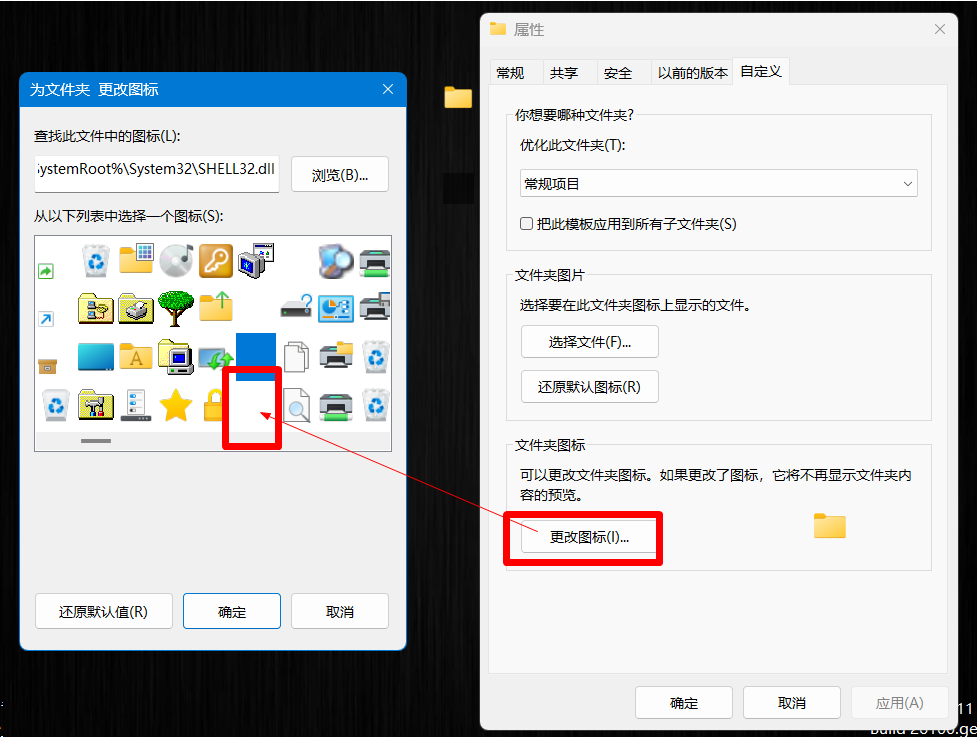 为文件夹 更改图标
查找此文件中的图标(L):
SystemRoot%\System32\SHELL32.dll
浏览(B)...
从以下列表中选择一个图标(S):
A
还原默认值(R)
确定
取消
属性
常规
共享
安全
以前的版本
自定义
你想要哪种文件夹?
优化此文件夹(T):
常规项目
把此模板应用到所有子文件夹(S)
文件夹图片
选择要在此文件夹图标上显示的文件。
选择文件(F)...
还原默认图标(R)
文件夹图标
可以更改文件夹图标。如果更改了图标，它将不再显示文件夹内
容的预览。
更改图标(I)...
确定
取消
应用(A)
11